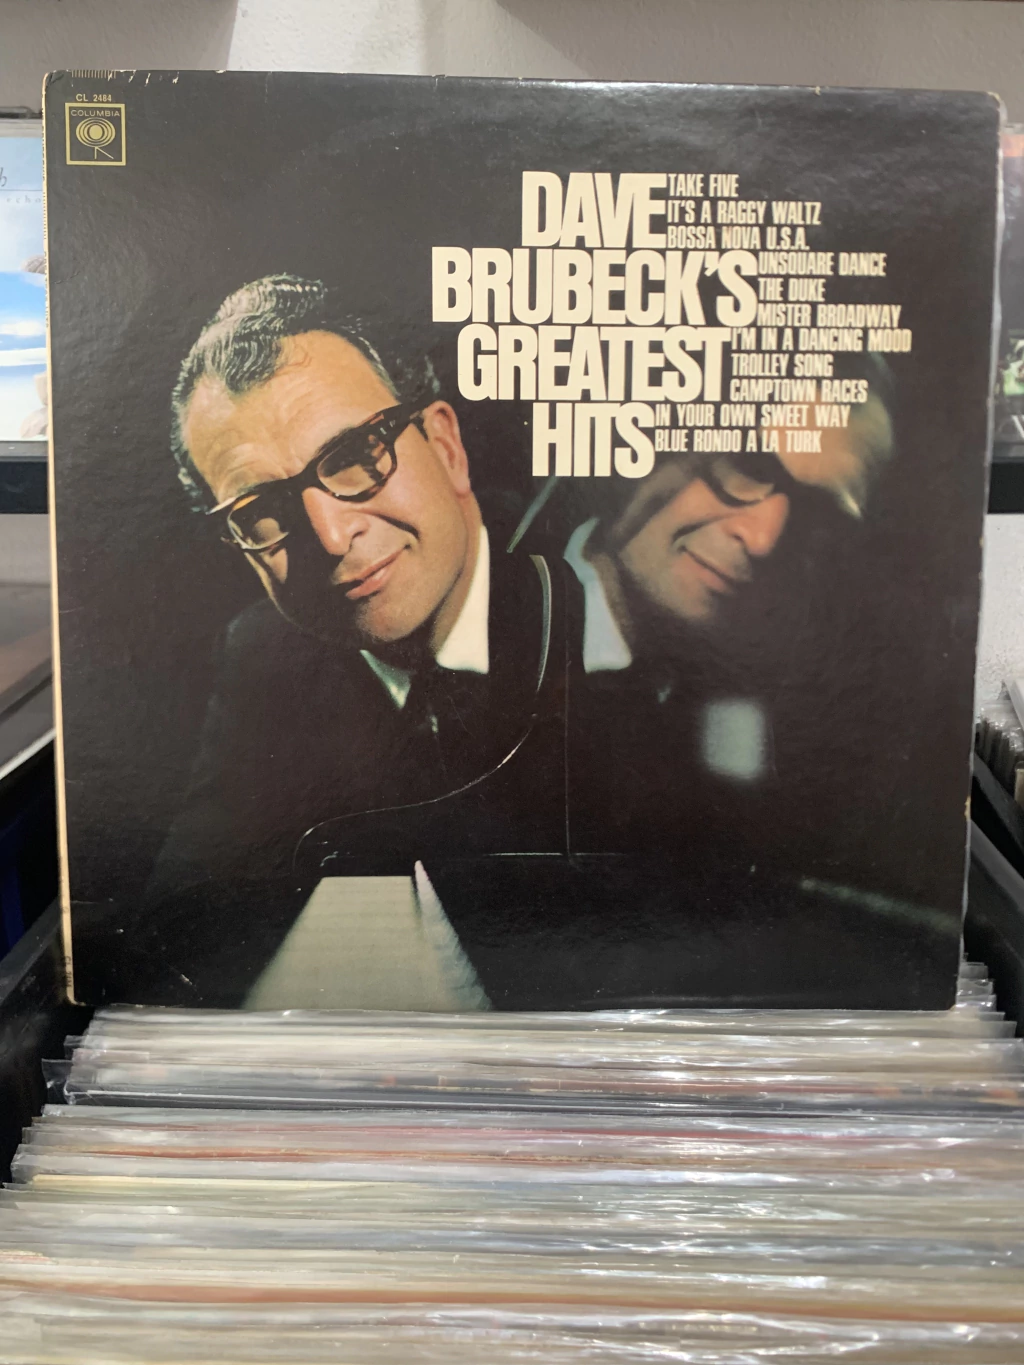 CL 2484
COLUMBIA
DAVE
BRUBECK'S
GREATEST
HITS
TAKE FIVE
IT'S A RAGGY WALTZ
BOSSA NOVA U.S.A.
UNSQUARE DANCE
THE DUKE
MISTER BROADWAY
I'M IN A DANCING MOOD
TROLLEY SONG
CAMPTOWN RACES
IN YOUR OWN SWEET WAY
BLUE RONDO A LA TURK